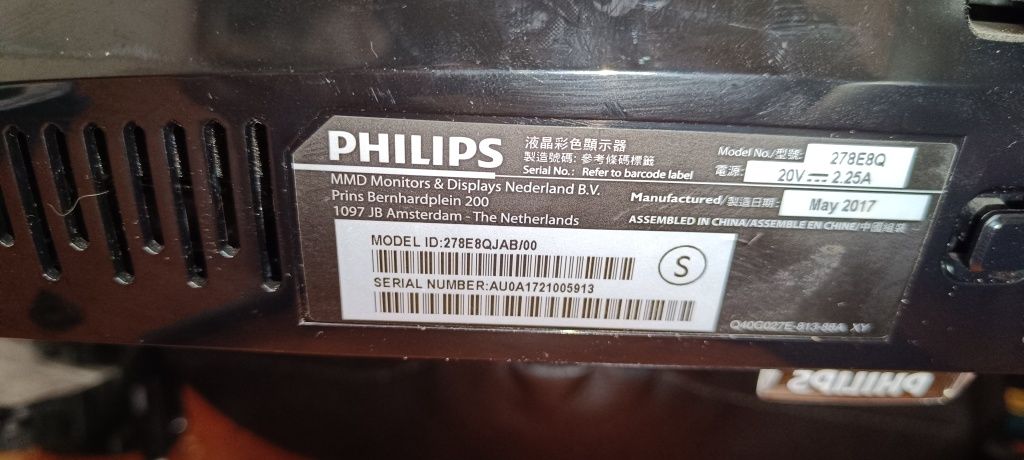 PHILIPS
液晶彩色顯示器
製造號碼: 參考條碼標籤
Serial No.: Refer to barcode label
Model No./型號: 278E8Q
電源: 20V⎓ 2.25A
MMD Monitors & Displays Nederland B.V.
Prins Bernhardplein 200
1097 JB Amsterdam - The Netherlands
Manufactured/製造日期: May 2017
ASSEMBLED IN CHINA/ASSEMBLE EN CHINE/中國組裝
MODEL ID:278E8QJAB/00
SERIAL NUMBER:AU0A1721005913
S
Q40G027E-813-88A XY
PHILIPS